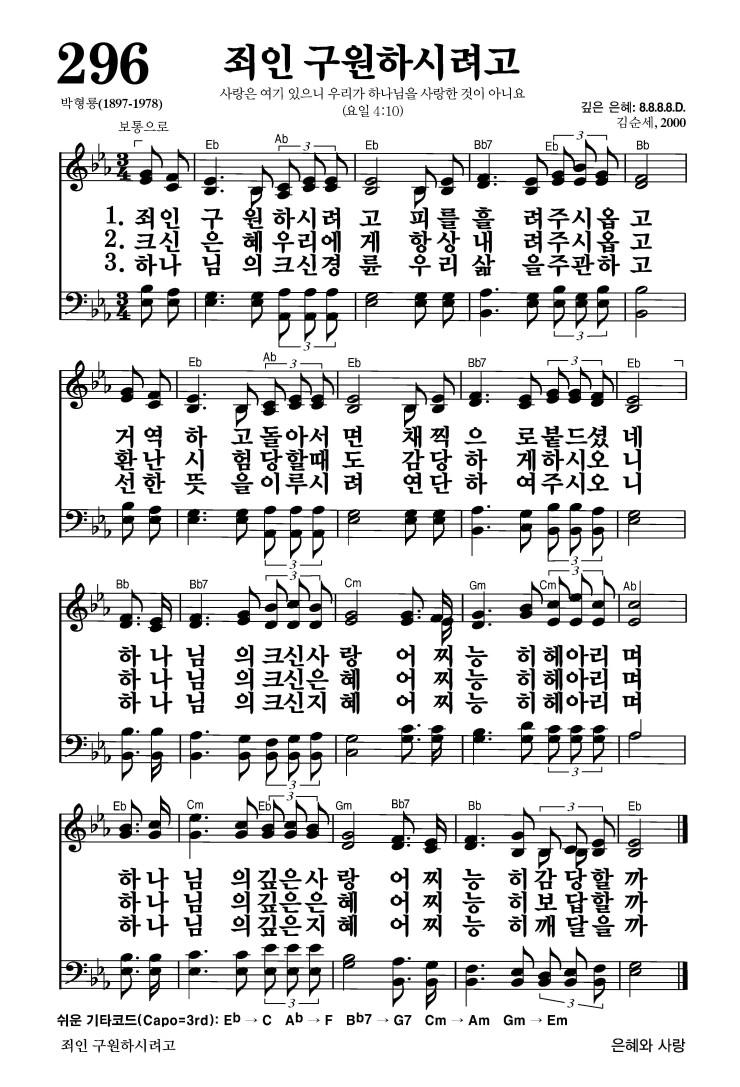 296
죄인 구원하시려고
사랑은 여기 있으니 우리가 하나님을 사랑한 것이 아니요
(요일 4:10)
박형룡(1897-1978)
깊은 은혜: 8.8.8.8.D.
김순세, 2000
보통으로
Eb Ab 3 Eb Bb7 Eb 3 Bb
1. 죄인 구원하시려고 피를흘려주시옵고
2. 크신 은혜우리에게 항상내려주시옵고
3. 하나님의크신경륜 우리삶을주관하고
3 3
Eb Ab 3 Eb Bb7 3 Eb
거역하고돌아서면 채찍으로붙드셨네
환난시험당할때도 감당하게하시오니
선한뜻을이루시려 연단하여주시오니
3 3
Bb Bb7 3 Cm Gm Cm 3 Ab
하나님의크신사랑 어찌능히헤아리며
하나님의크신은혜 어찌능히헤아리며
하나님의크신지혜 어찌능히헤아리며
3 3
Eb Cm Eb 3 Gm Bb7 Bb 3 Eb
하나님의깊은사랑 어찌능히감당할까
하나님의깊은은혜 어찌능히보답할까
하나님의깊은지혜 어찌능히깨달을까
3 3
쉬운 기타코드(Capo=3rd): Eb → C Ab → F Bb7 → G7 Cm → Am Gm → Em
죄인 구원하시려고 은혜와 사랑